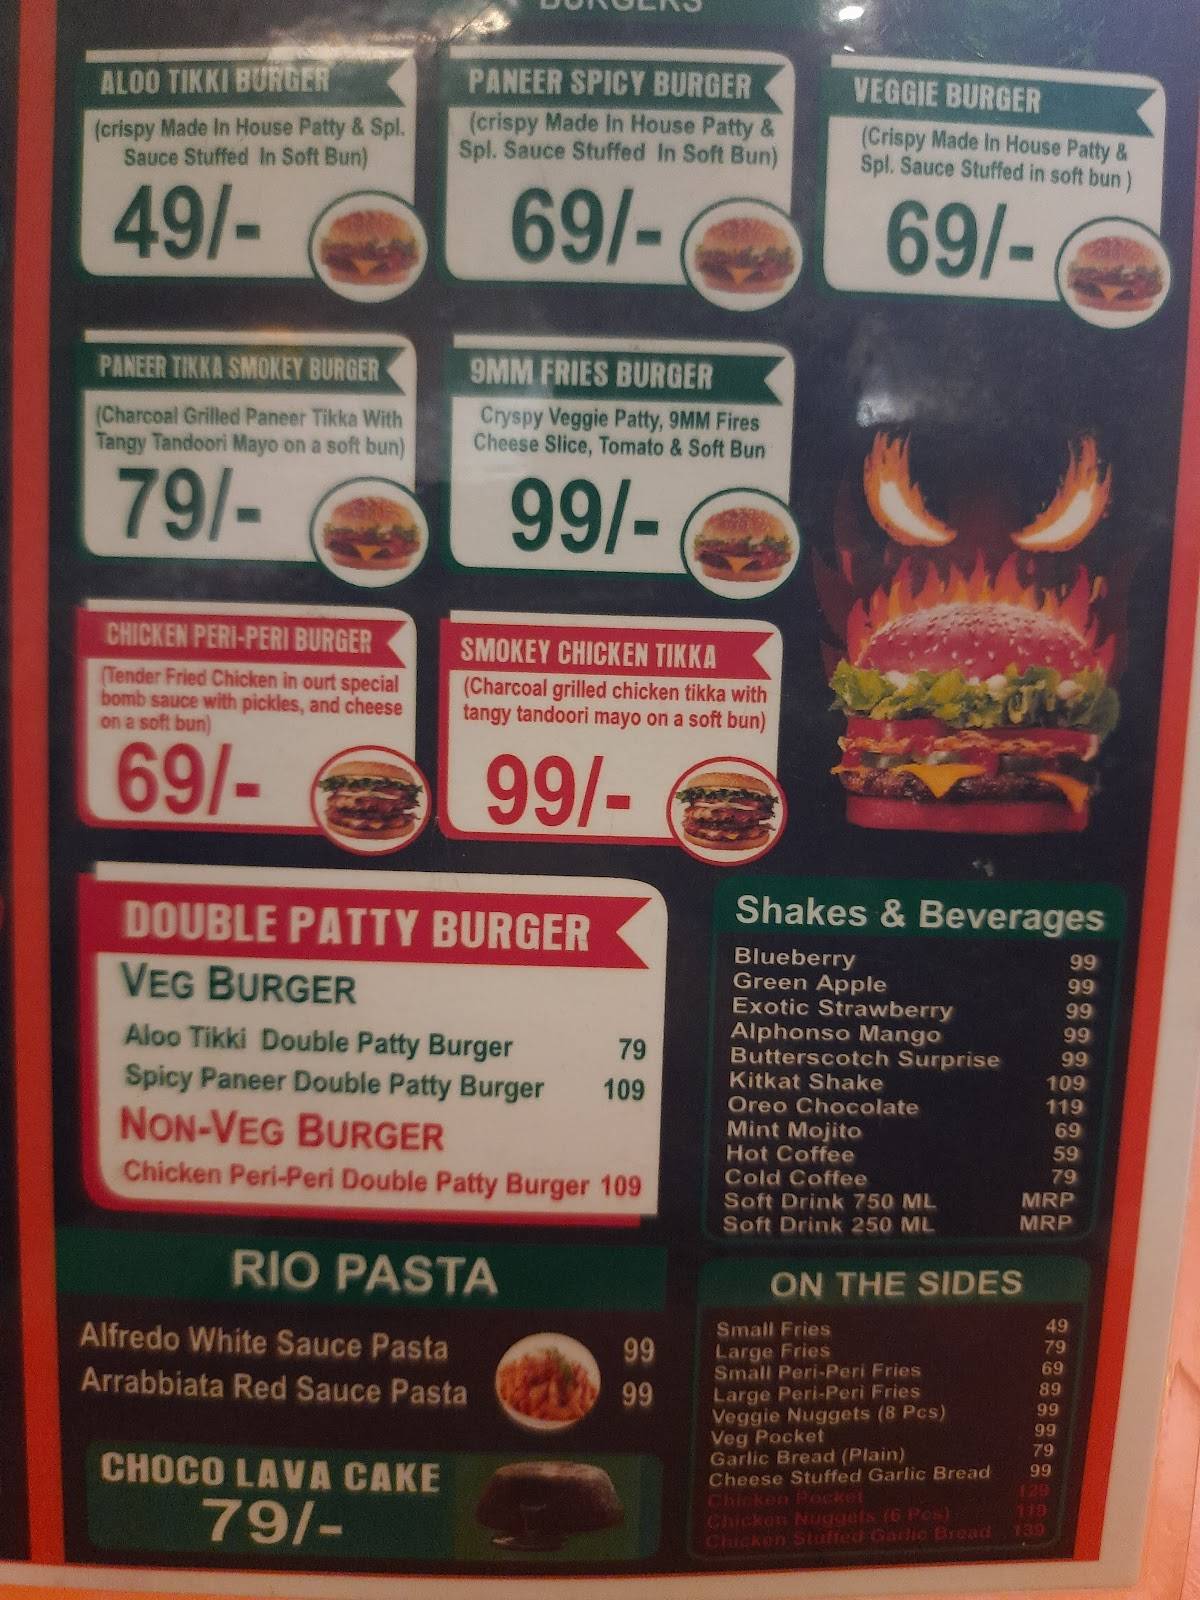 BURGERS
ALOO TIKKI BURGER
(crispy Made In House Patty & Spl.
Sauce Stuffed In Soft Bun)
49/-
PANEER SPICY BURGER
(crispy Made In House Patty &
Spl. Sauce Stuffed In Soft Bun)
69/-
VEGGIE BURGER
(Crispy Made In House Patty &
Spl. Sauce Stuffed in soft bun )
69/-
PANEER TIKKA SMOKEY BURGER
(Charcoal Grilled Paneer Tikka With
Tangy Tandoori Mayo on a soft bun)
79/-
9MM FRIES BURGER
Cryspy Veggie Patty, 9MM Fires
Cheese Slice, Tomato & Soft Bun
99/-
CHICKEN PERI-PERI BURGER
(Tender Fried Chicken in ourt special
bomb sauce with pickles, and cheese
on a soft bun)
69/-
SMOKEY CHICKEN TIKKA
(Charcoal grilled chicken tikka with
tangy tandoori mayo on a soft bun)
99/-
DOUBLE PATTY BURGER
VEG BURGER
Aloo Tikki Double Patty Burger 79
Spicy Paneer Double Patty Burger 109
NON-VEG BURGER
Chicken Peri-Peri Double Patty Burger 109
RIO PASTA
Alfredo White Sauce Pasta 99
Arrabbiata Red Sauce Pasta 99
CHOCO LAVA CAKE
79/-
Shakes & Beverages
Blueberry 99
Green Apple 99
Exotic Strawberry 99
Alphonso Mango 99
Butterscotch Surprise 99
Kitkat Shake 109
Oreo Chocolate 119
Mint Mojito 69
Hot Coffee 59
Cold Coffee 79
Soft Drink 750 ML MRP
Soft Drink 250 ML MRP
ON THE SIDES
Small Fries 49
Large Fries 79
Small Peri-Peri Fries 69
Large Peri-Peri Fries 89
Veggie Nuggets (8 Pcs) 99
Veg Pocket 99
Garlic Bread (Plain) 79
Cheese Stuffed Garlic Bread 99
Chicken Pocket 129
Chicken Nuggets (6 Pcs) 119
Chicken Stuffed Garlic Bread 139